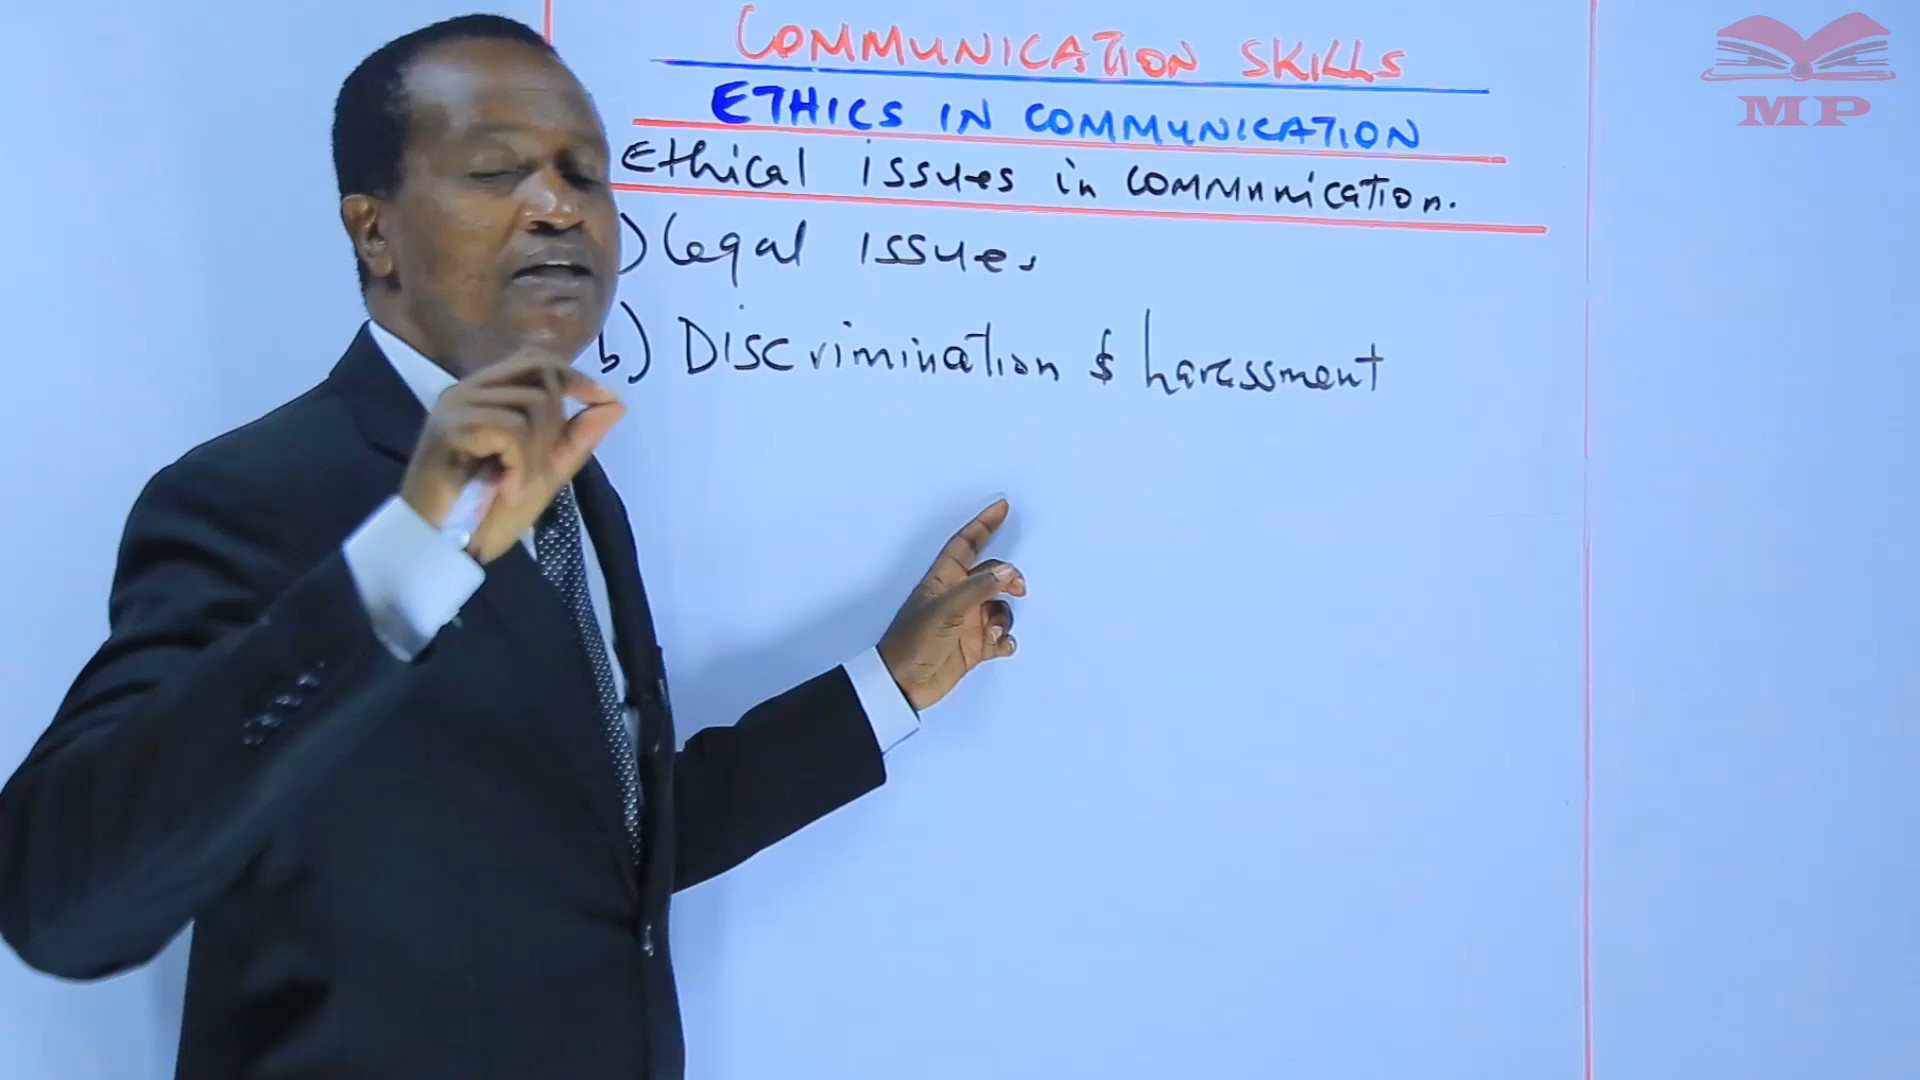 COMMUNICATION SKILLS
ETHICS IN COMMUNICATION
Ethical issues in communication.
) Legal issues
b) Discrimination & harassment
MP